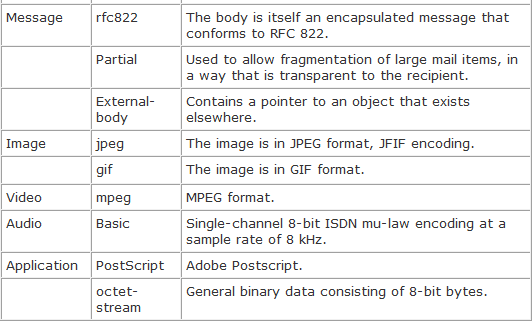 Message rfc822 The body is itself an encapsulated message that
conforms to RFC 822.
Partial Used to allow fragmentation of large mail items, in
a way that is transparent to the recipient.
External- Contains a pointer to an object that exists
body elsewhere.
Image jpeg The image is in JPEG format, JFIF encoding.
gif The image is in GIF format.
Video mpeg MPEG format.
Audio Basic Single-channel 8-bit ISDN mu-law encoding at a
sample rate of 8 kHz.
Application PostScript Adobe Postscript.
octet- General binary data consisting of 8-bit bytes.
stream